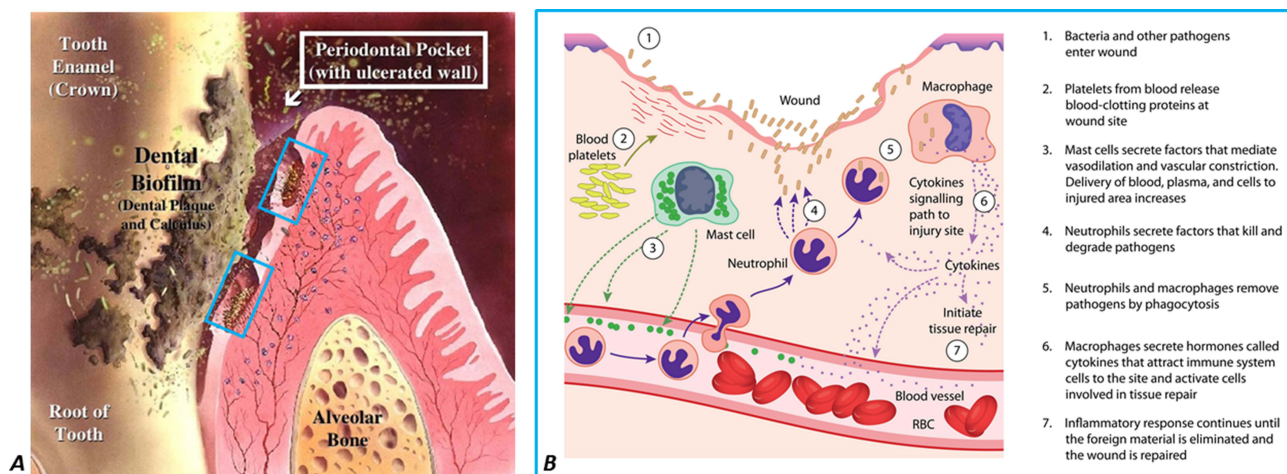 Tooth
Enamel
(Crown)
Periodontal Pocket
(with ulcerated wall)
Dental
Biofilm
(Dental Plaque
and Calculus)
Root of
Tooth
Alveolar
Bone
A
1
Wound
Macrophage
Blood
platelets
2
5
Cytokines
signalling
path to
injury site
6
Mast cell
4
3
Neutrophil
Cytokines
Initiate
tissue repair
7
Blood vessel
RBC
B
1. Bacteria and other pathogens
enter wound
2. Platelets from blood release
blood-clotting proteins at
wound site
3. Mast cells secrete factors that mediate
vasodilation and vascular constriction.
Delivery of blood, plasma, and cells to
injured area increases
4. Neutrophils secrete factors that kill and
degrade pathogens
5. Neutrophils and macrophages remove
pathogens by phagocytosis
6. Macrophages secrete hormones called
cytokines that attract immune system
cells to the site and activate cells
involved in tissue repair
7. Inflammatory response continues until
the foreign material is eliminated and
the wound is repaired